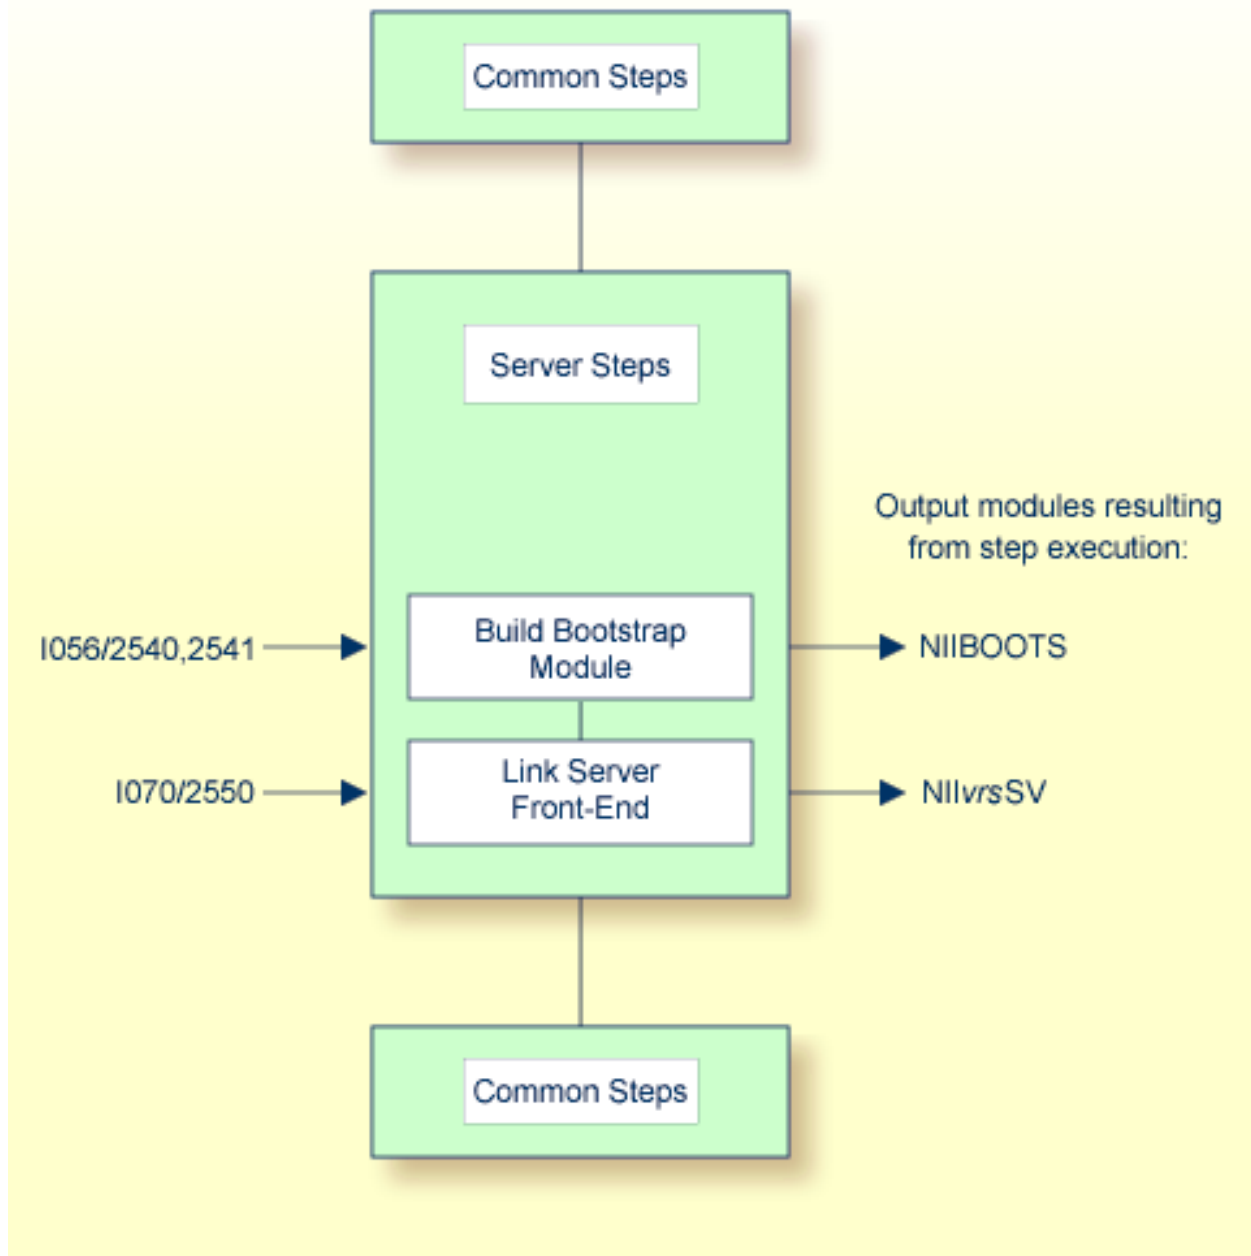 Common Steps
Server Steps
Output modules resulting
from step execution:
I056/2540,2541
Build Bootstrap
Module
NIIBOOTS
I070/2550
Link Server
Front-End
NIIvrsSV
Common Steps